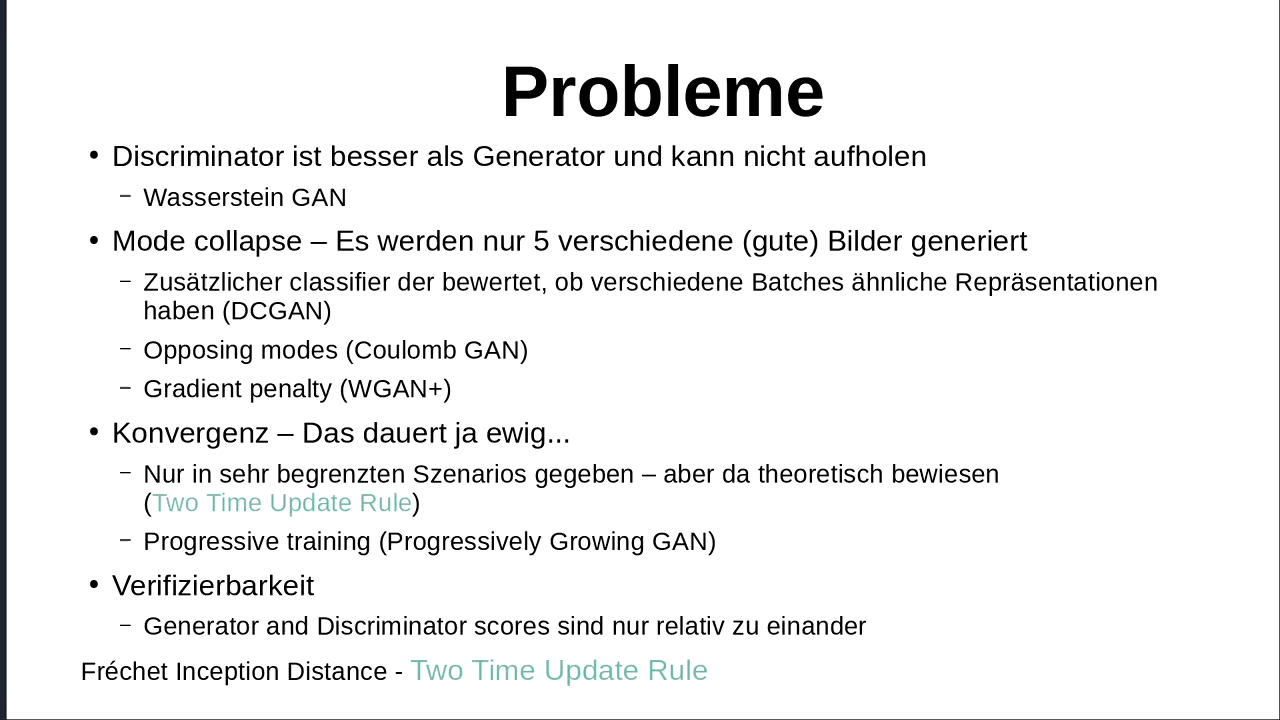 Probleme
• Discriminator ist besser als Generator und kann nicht aufholen
– Wasserstein GAN
• Mode collapse – Es werden nur 5 verschiedene (gute) Bilder generiert
– Zusätzlicher classifier der bewertet, ob verschiedene Batches ähnliche Repräsentationen
haben (DCGAN)
– Opposing modes (Coulomb GAN)
– Gradient penalty (WGAN+)
• Konvergenz – Das dauert ja ewig...
– Nur in sehr begrenzten Szenarios gegeben – aber da theoretisch bewiesen
(Two Time Update Rule)
– Progressive training (Progressively Growing GAN)
• Verifizierbarkeit
– Generator and Discriminator scores sind nur relativ zu einander
Fréchet Inception Distance - Two Time Update Rule